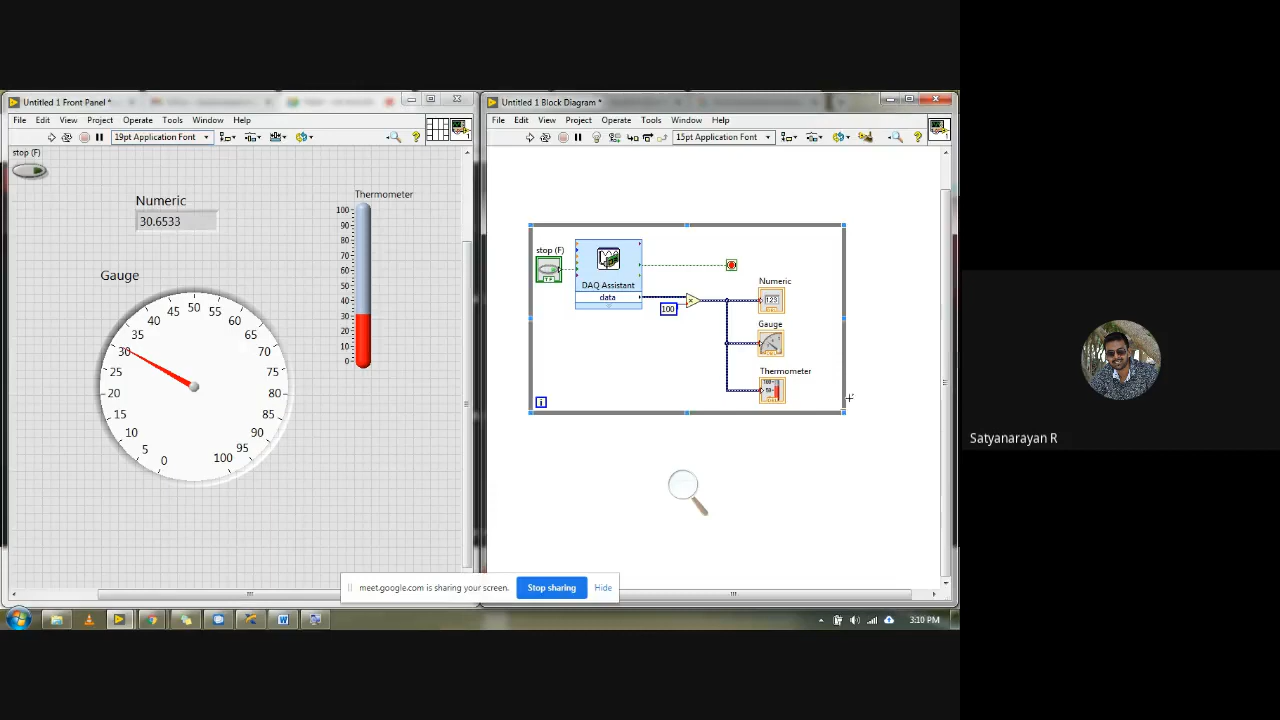 Untitled 1 Front Panel *
File Edit View Project Operate Tools Window Help
19pt Application Font
stop (F)
Numeric
30.6533
Thermometer
100
90
80
70
60
50
40
30
20
10
0
Gauge
0
5
10
15
20
25
30
35
40
45
50
55
60
65
70
75
80
85
90
95
100
Untitled 1 Block Diagram *
File Edit View Project Operate Tools Window Help
15pt Application Font
stop (F)
TF
DAQ Assistant
data
100
Numeric
123
Gauge
Thermometer
i
Satyanarayan R
meet.google.com is sharing your screen. Stop sharing Hide
3:10 PM